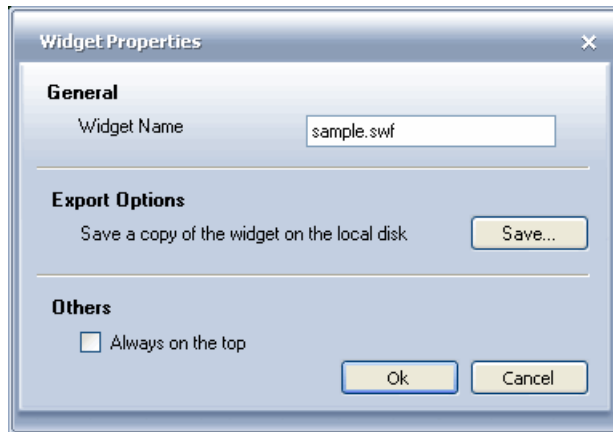 Widget Properties
General
Widget Name
sample.swf
Export Options
Save a copy of the widget on the local disk
Save...
Others
Always on the top
Ok
Cancel